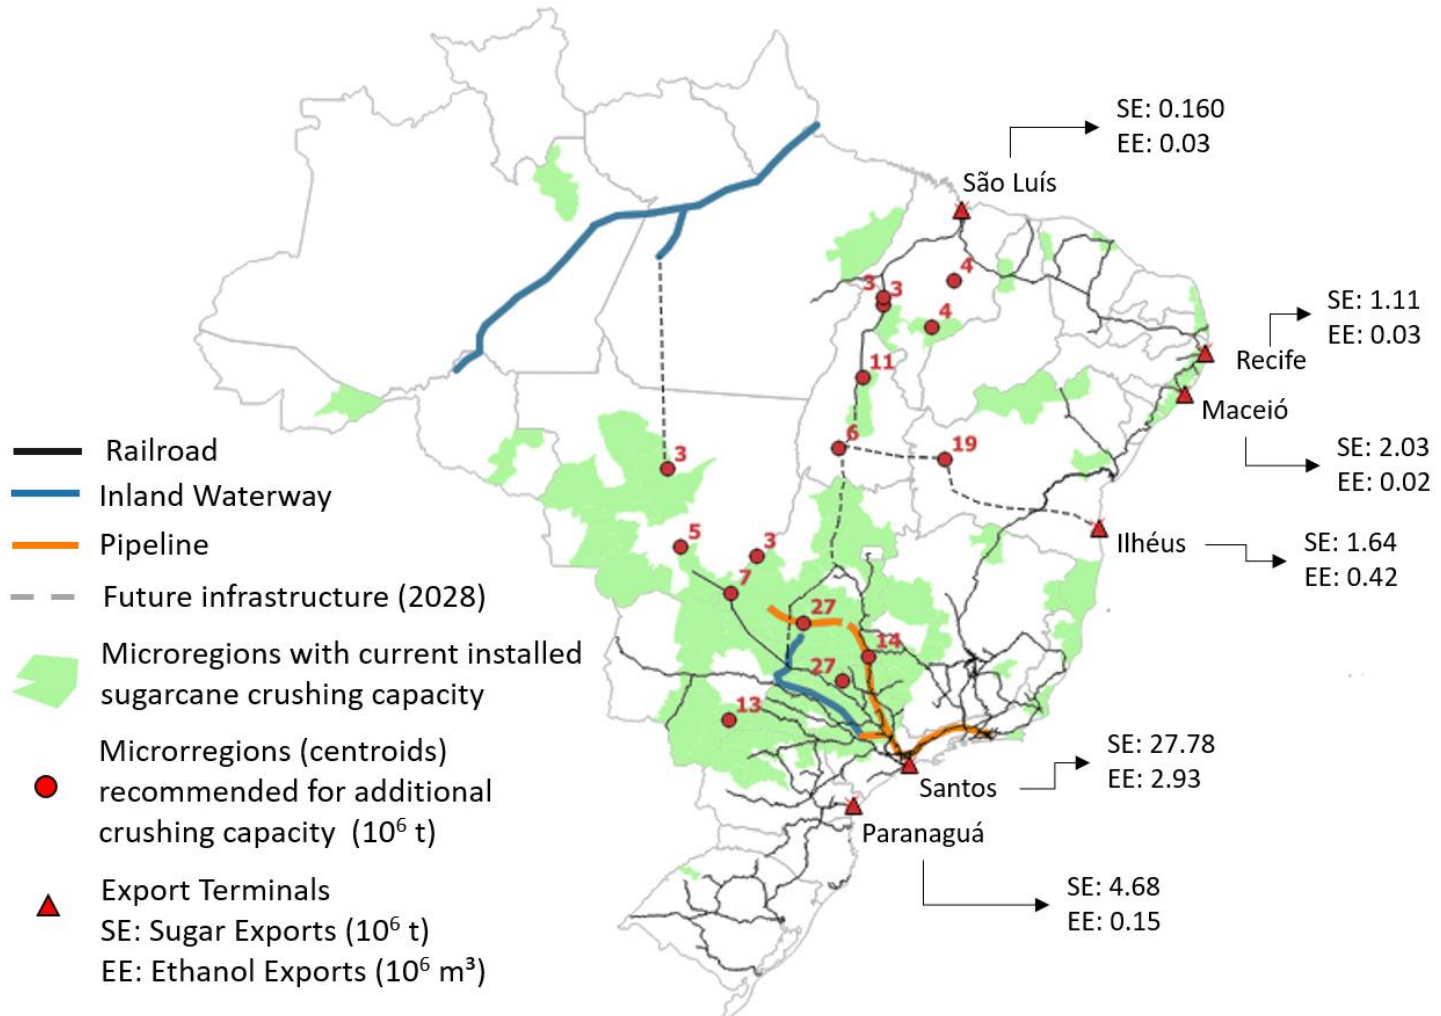 SE: 0.160
EE: 0.03
São Luís
4
3
3
4
SE: 1.11
EE: 0.03
Recife
11
Maceió
6
19
SE: 2.03
EE: 0.02
3
5
3
Ilhéus
SE: 1.64
EE: 0.42
7
27
14
27
13
SE: 27.78
EE: 2.93
Santos
Paranaguá
SE: 4.68
EE: 0.15
Railroad
Inland Waterway
Pipeline
Future infrastructure (2028)
Microregions with current installed
sugarcane crushing capacity
Microrregions (centroids)
recommended for additional
crushing capacity (10⁶ t)
Export Terminals
SE: Sugar Exports (10⁶ t)
EE: Ethanol Exports (10⁶ m³)